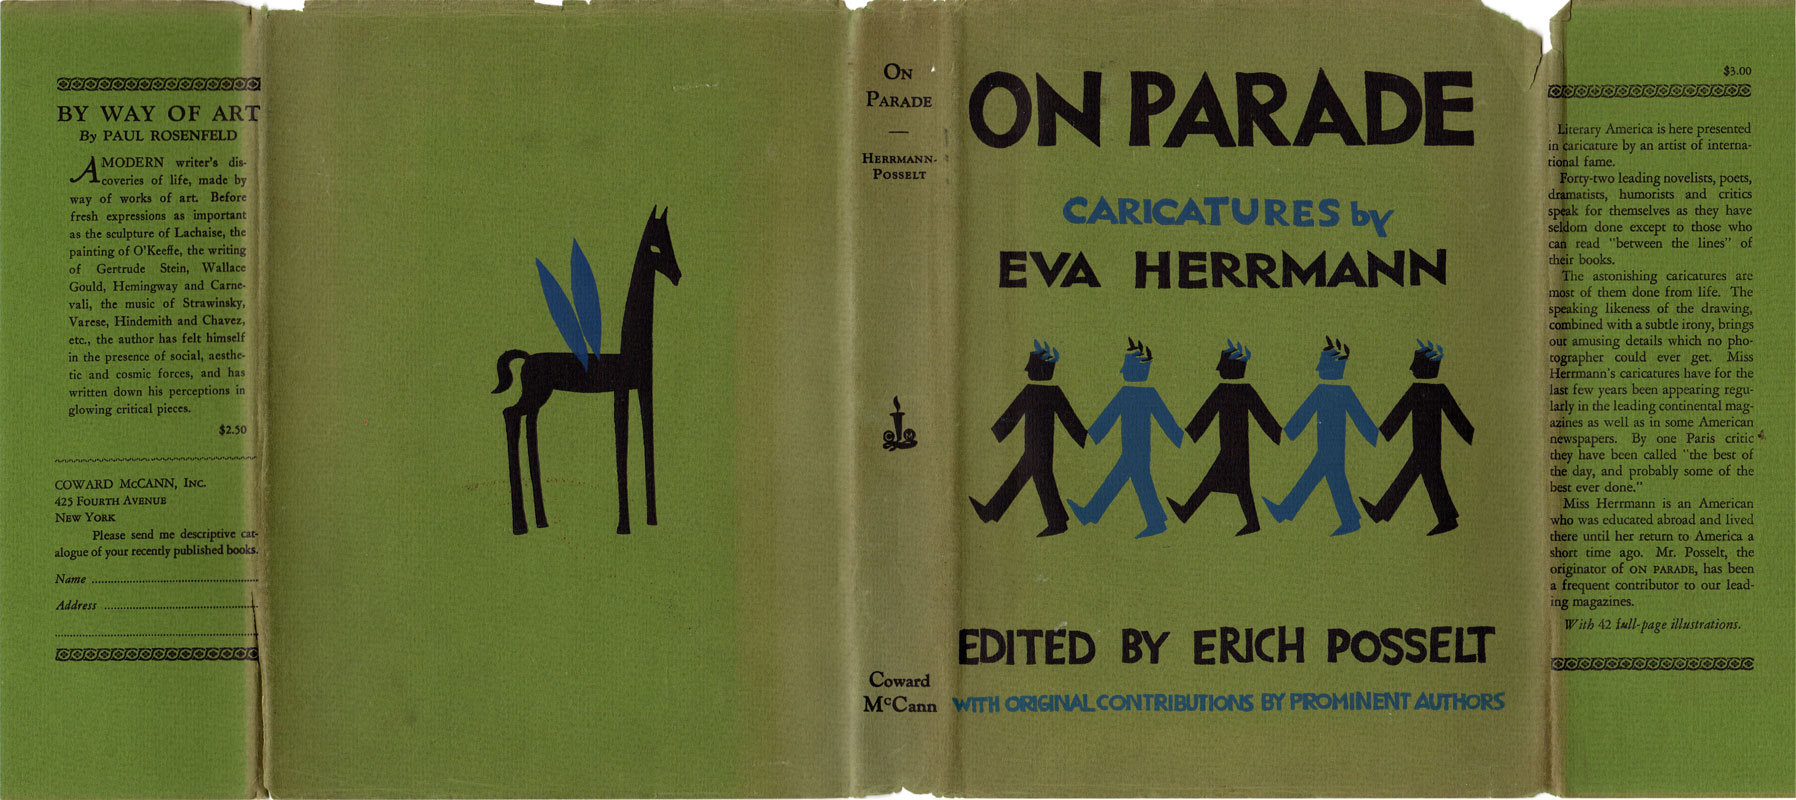 BY WAY OF ART
By PAUL ROSENFELD
A MODERN writer's dis-
coveries of life, made by
way of works of art. Before
fresh expressions as important
as the sculpture of Lachaise, the
painting of O'Keeffe, the writing
of Gertrude Stein, Wallace
Gould, Hemingway and Carne-
vali, the music of Strawinsky,
Varese, Hindemith and Chavez,
etc., the author has felt himself
in the presence of social, aesthe-
tic and cosmic forces, and has
written down his perceptions in
glowing critical pieces.
$2.50
COWARD McCANN, INC.
425 FOURTH AVENUE
NEW YORK
Please send me descriptive cat-
alogue of your recently published books.
Name
Address
ON
PARADE
HERRMANN-
POSSELT
C M
Coward
McCann
ON PARADE
CARICATURES by
EVA HERRMANN
EDITED BY ERICH POSSELT
WITH ORIGINAL CONTRIBUTIONS BY PROMINENT AUTHORS
$3.00
Literary America is here presented
in caricature by an artist of interna-
tional fame.
Forty-two leading novelists, poets,
dramatists, humorists and critics
speak for themselves as they have
seldom done except to those who
can read "between the lines" of
their books.
The astonishing caricatures are
most of them done from life. The
speaking likeness of the drawing,
combined with a subtle irony, brings
out amusing details which no pho-
tographer could ever get. Miss
Herrmann's caricatures have for the
last few years been appearing regu-
larly in the leading continental mag-
azines as well as in some American
newspapers. By one Paris critic
they have been called "the best of
the day, and probably some of the
best ever done."
Miss Herrmann is an American
who was educated abroad and lived
there until her return to America a
short time ago. Mr. Posselt, the
originator of ON PARADE, has been
a frequent contributor to our lead-
ing magazines.
With 42 full-page illustrations.